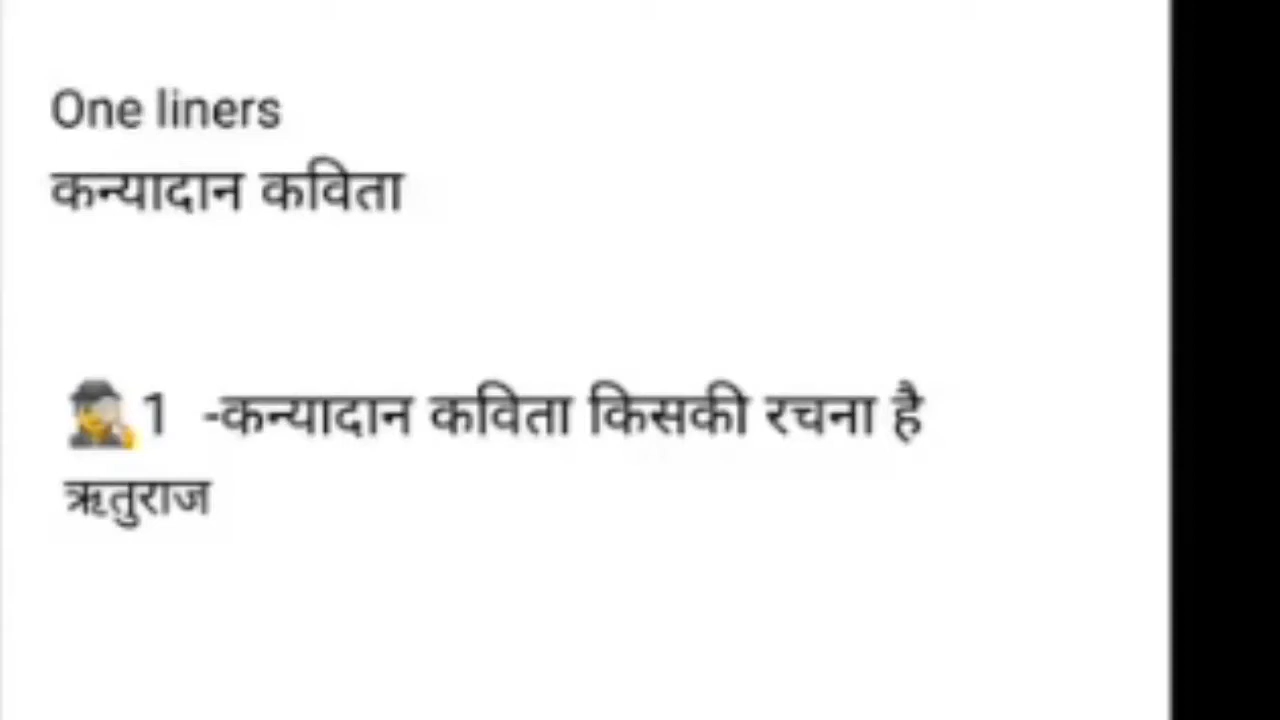 One liners
कन्यादान कविता
🕵️1 -कन्यादान कविता किसकी रचना है
ऋतुराज